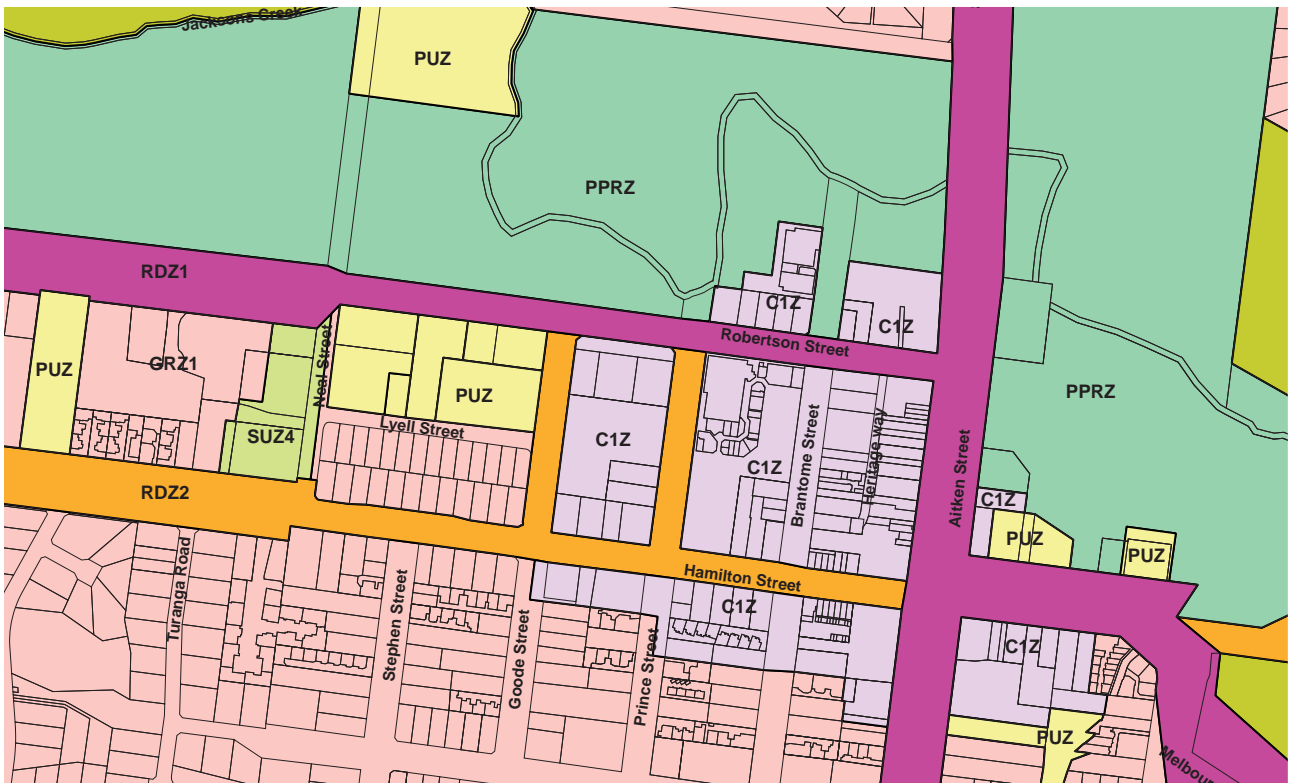 Jacksons Creek
PUZ
PPRZ
RDZ1
C1Z
C1Z
Robertson Street
PUZ
GRZ1
Neal Street
PUZ
PPRZ
SUZ4
Lyell Street
C1Z
C1Z
Brantome Street
Heritage way
Aitken Street
RDZ2
C1Z
PUZ
PUZ
Turanga Road
Stephen Street
Goode Street
Prince Street
Hamilton Street
C1Z
C1Z
PUZ